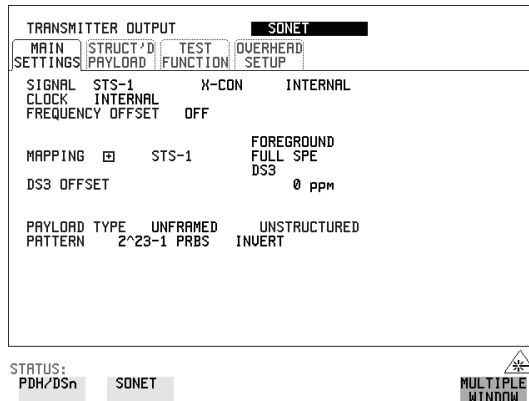 TRANSMITTER OUTPUT SONET
MAIN SETTINGS STRUCT'D PAYLOAD TEST FUNCTION OVERHEAD SETUP
SIGNAL STS-1 X-CON INTERNAL
CLOCK INTERNAL
FREQUENCY OFFSET OFF
FOREGROUND
MAPPING + STS-1 FULL SPE
DS3
DS3 OFFSET 0 ppm
PAYLOAD TYPE UNFRAMED UNSTRUCTURED
PATTERN 2^23-1 PRBS INVERT
STATUS:
PDH/DSn SONET MULTIPLE
WINDOW